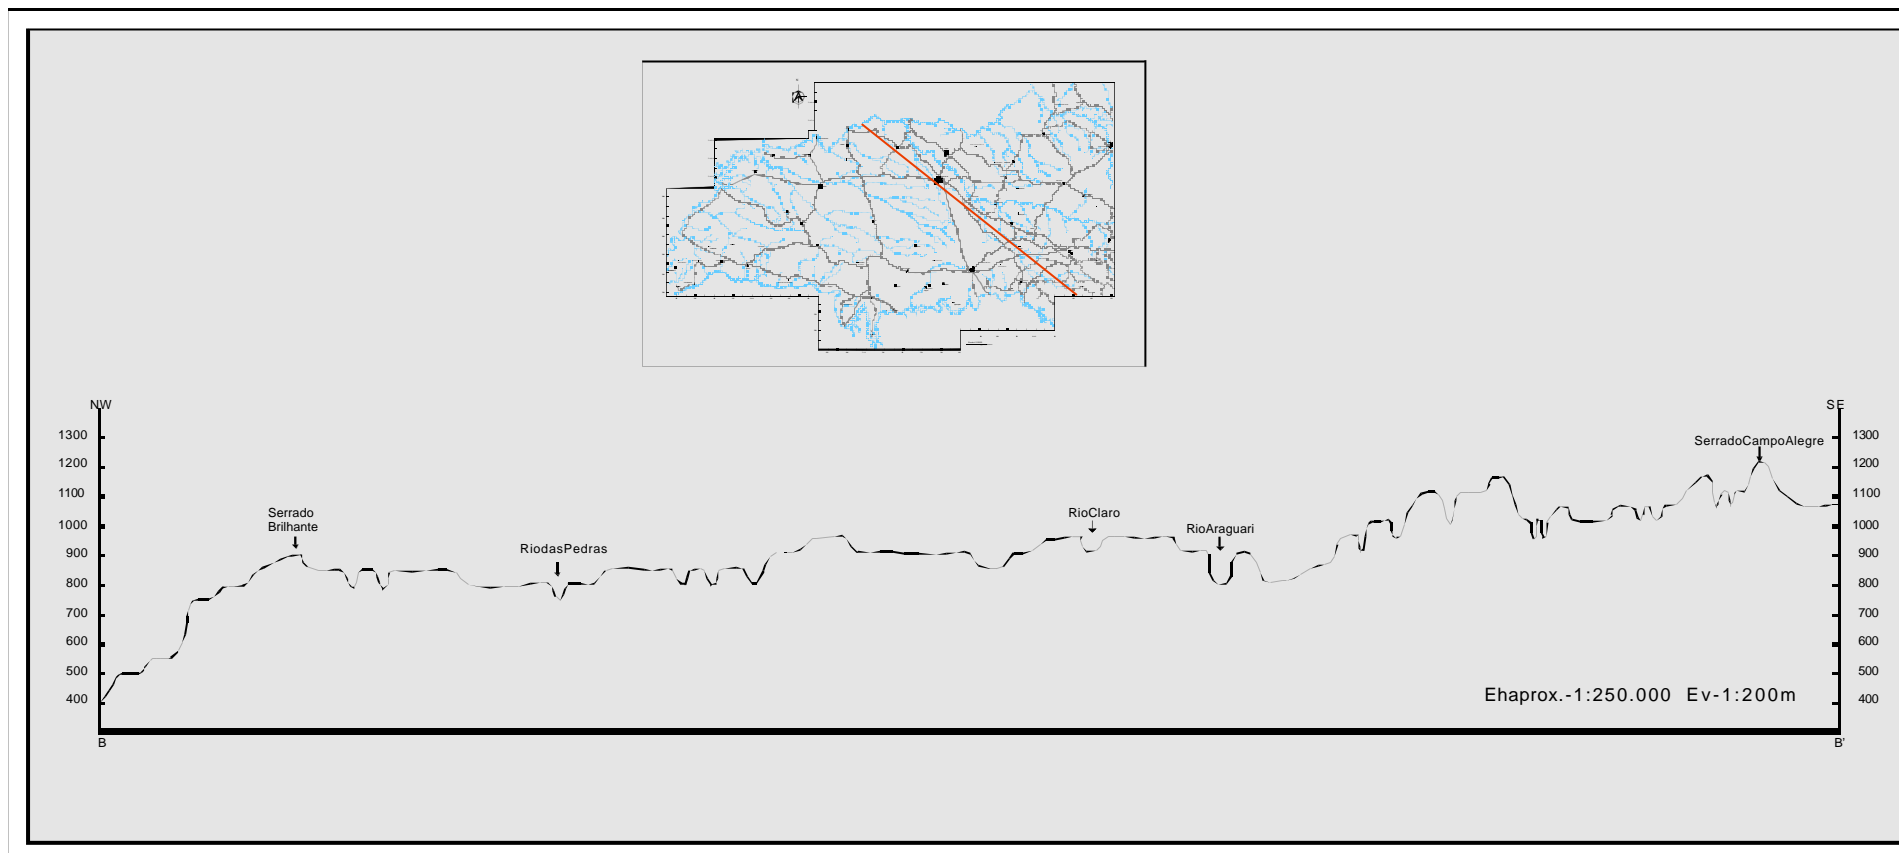 NW
SE
1300
1200
1100
1000
900
800
700
600
500
400
Serrado
Brilhante
RiodasPedras
RioClaro
RioAraguari
SerradoCampoAlegre
1300
1200
1100
1000
900
800
700
600
500
400
Ehaprox.-1:250.000 Ev-1:200m
B
B'